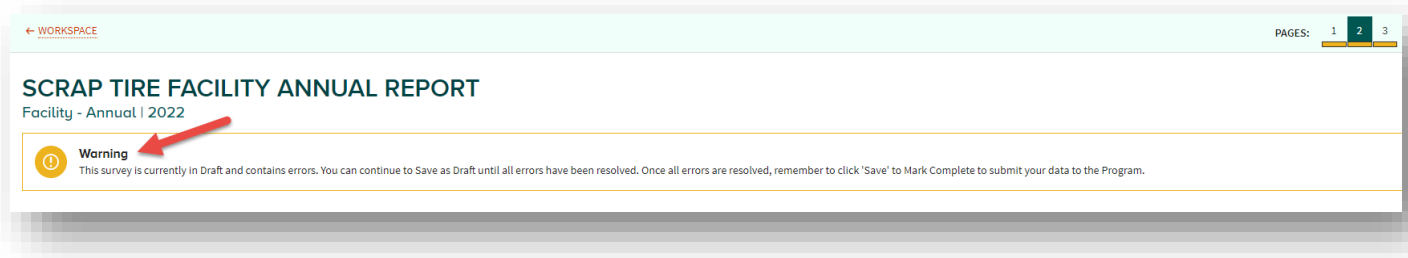 ← WORKSPACE
PAGES: 1 2 3
SCRAP TIRE FACILITY ANNUAL REPORT
Facility - Annual | 2022
Warning
This survey is currently in Draft and contains errors. You can continue to Save as Draft until all errors have been resolved. Once all errors are resolved, remember to click 'Save' to Mark Complete to submit your data to the Program.